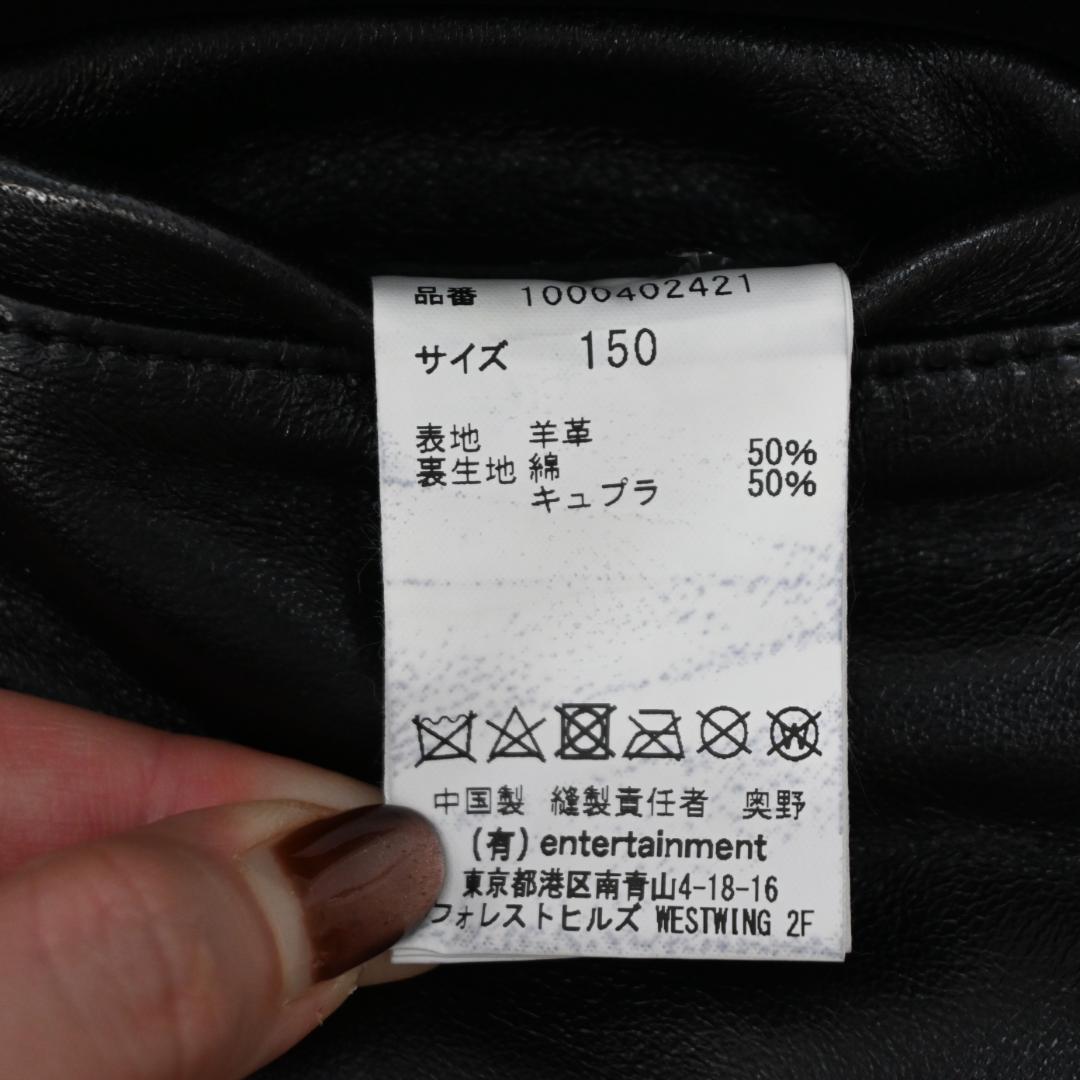 品番 1000402421
サイズ 150
表地 羊革
裏生地 綿 50%
キュプラ 50%
中国製 縫製責任者 奥野
(有) entertainment
東京都港区南青山4-18-16
フォレストヒルズ WESTWING 2F